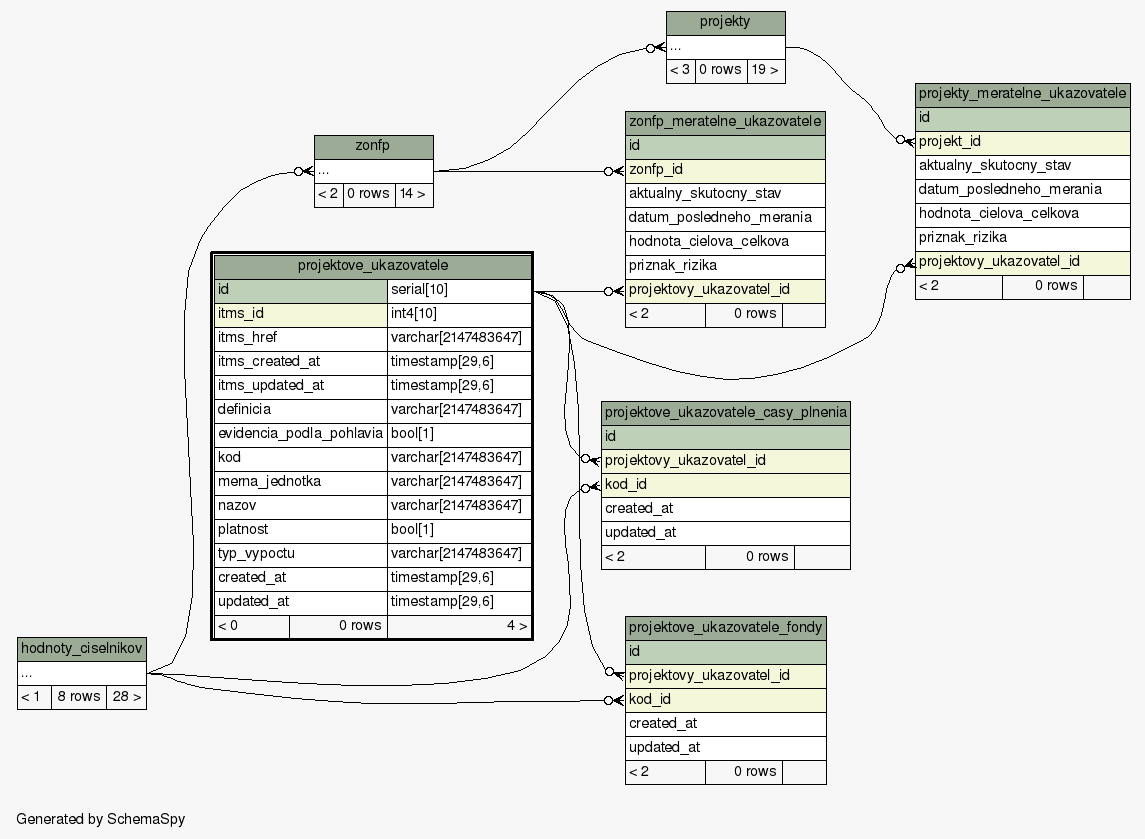 projekty
...
< 3 0 rows 19 >
projekty_meratelne_ukazovatele
id
projekt_id
aktualny_skutocny_stav
datum_posledneho_merania
hodnota_cielova_celkova
priznak_rizika
projektovy_ukazovatel_id
< 2 0 rows
zonfp_meratelne_ukazovatele
id
zonfp_id
aktualny_skutocny_stav
datum_posledneho_merania
hodnota_cielova_celkova
priznak_rizika
projektovy_ukazovatel_id
< 2 0 rows
zonfp
...
< 2 0 rows 14 >
projektove_ukazovatele
id serial[10]
itms_id int4[10]
itms_href varchar[2147483647]
itms_created_at timestamp[29,6]
itms_updated_at timestamp[29,6]
definicia varchar[2147483647]
evidencia_podla_pohlavia bool[1]
kod varchar[2147483647]
merna_jednotka varchar[2147483647]
nazov varchar[2147483647]
platnost bool[1]
typ_vypoctu varchar[2147483647]
created_at timestamp[29,6]
updated_at timestamp[29,6]
< 0 0 rows 4 >
projektove_ukazovatele_casy_plnenia
id
projektovy_ukazovatel_id
kod_id
created_at
updated_at
< 2 0 rows
projektove_ukazovatele_fondy
id
projektovy_ukazovatel_id
kod_id
created_at
updated_at
< 2 0 rows
hodnoty_ciselnikov
...
< 1 8 rows 28 >
Generated by SchemaSpy